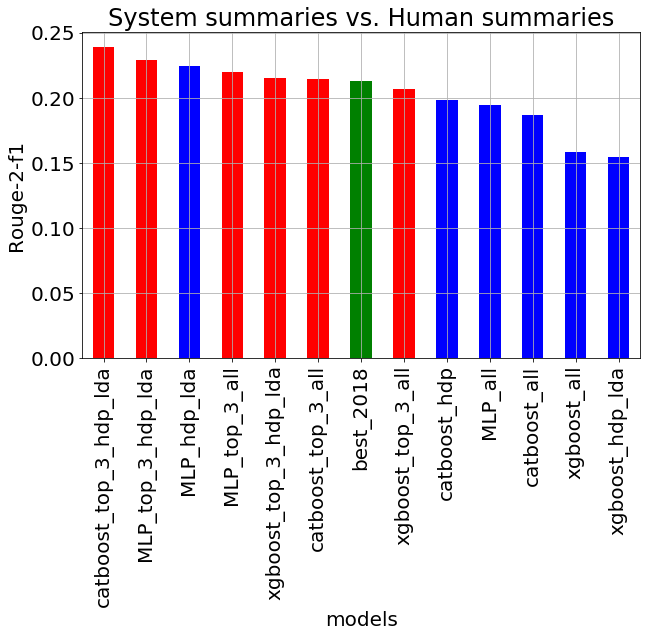 System summaries vs. Human summaries
Rouge-2-f1
0.25
0.20
0.15
0.10
0.05
0.00
catboost_top_3_hdp_lda
MLP_top_3_hdp_lda
MLP_hdp_lda
MLP_top_3_all
xgboost_top_3_hdp_lda
catboost_top_3_all
best_2018
xgboost_top_3_all
catboost_hdp
MLP_all
catboost_all
xgboost_all
xgboost_hdp_lda
models